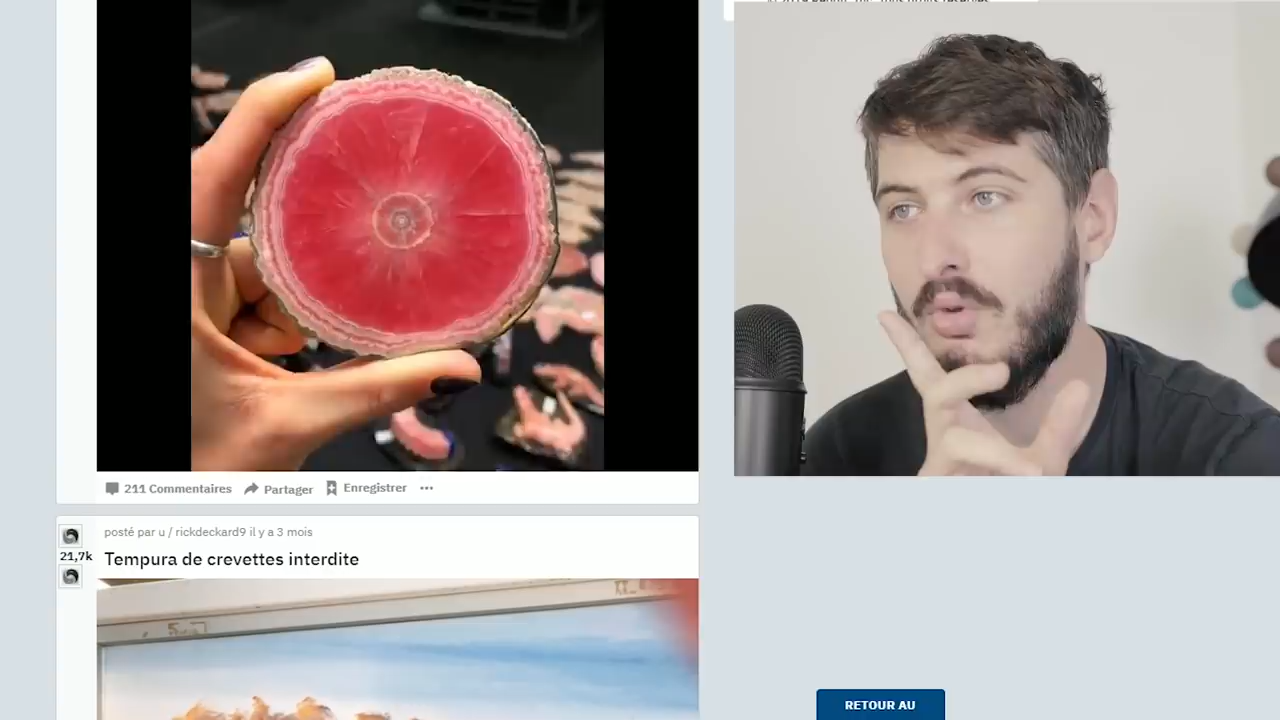 211 Commentaires
Partager
Enregistrer
posté par u / rickdeckard9 il y a 3 mois
21,7k
Tempura de crevettes interdite
RETOUR AU